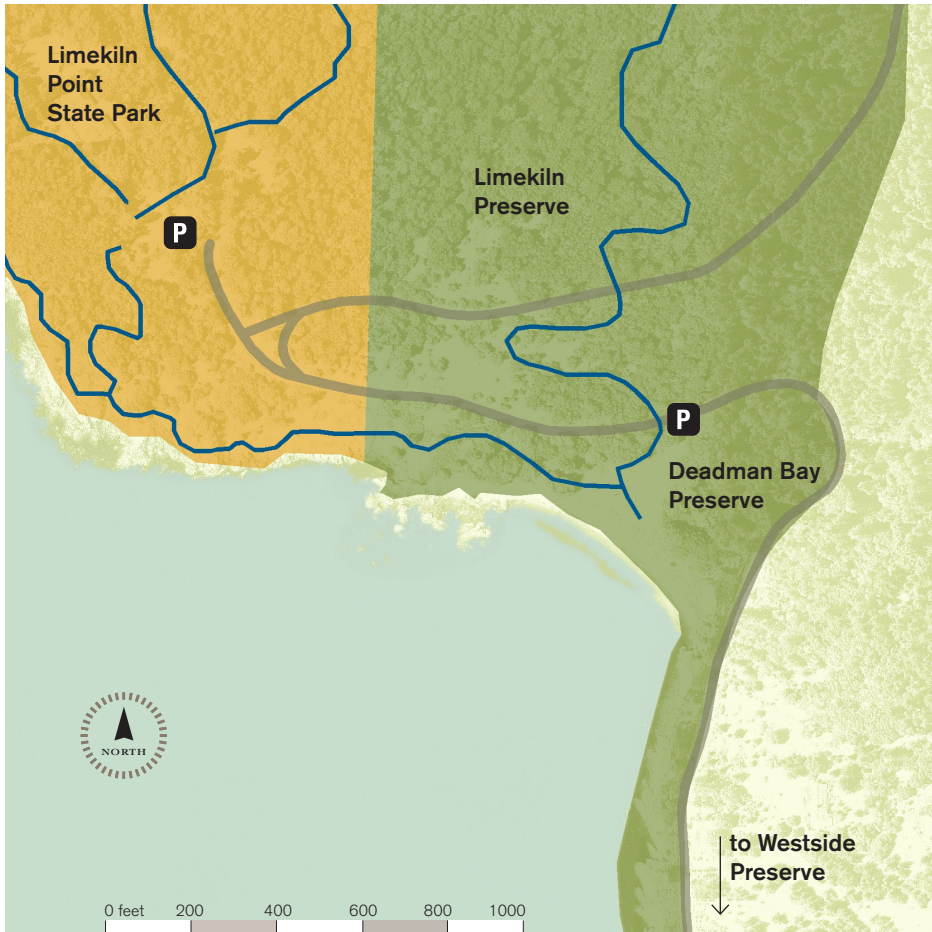 Limekiln
Point
State Park
Limekiln
Preserve
P
P
Deadman Bay
Preserve
NORTH
to Westside
Preserve
0 feet 200 400 600 800 1000